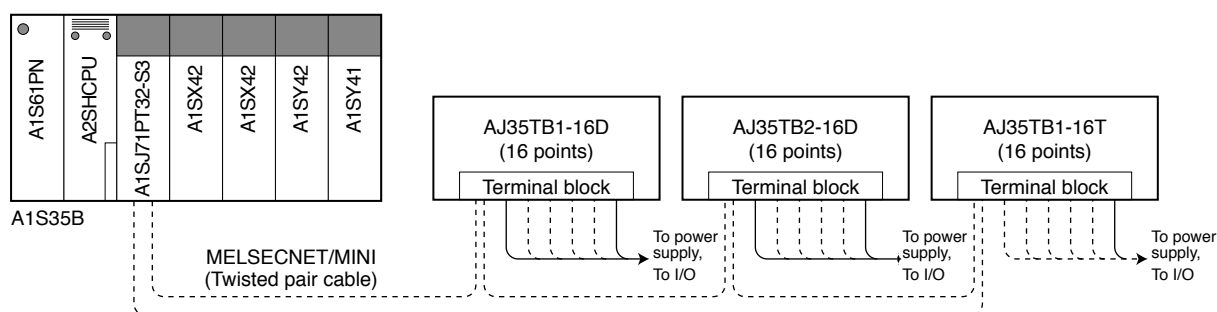 A1S61PN
A2SHCPU
A1SJ71PT32-S3
A1SX42
A1SX42
A1SY42
A1SY41
A1S35B
MELSECNET/MINI
(Twisted pair cable)
AJ35TB1-16D
(16 points)
Terminal block
To power
supply,
To I/O
AJ35TB2-16D
(16 points)
Terminal block
To power
supply,
To I/O
AJ35TB1-16T
(16 points)
Terminal block
To power
supply,
To I/O